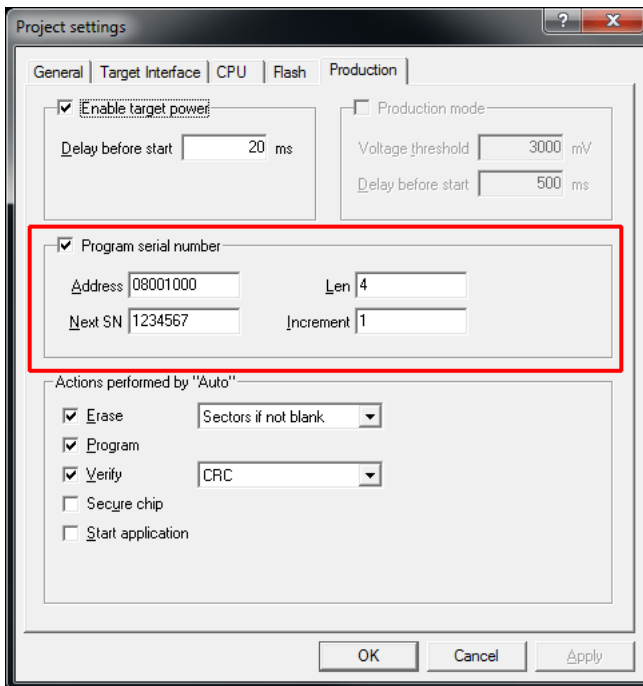 Project settings
General Target Interface CPU Flash Production
Enable target power
Delay before start 20 ms
Production mode
Voltage threshold 3000 mV
Delay before start 500 ms
Program serial number
Address 08001000 Len 4
Next SN 1234567 Increment 1
Actions performed by "Auto"
Erase Sectors if not blank
Program
Verify CRC
Secure chip
Start application
OK Cancel Apply